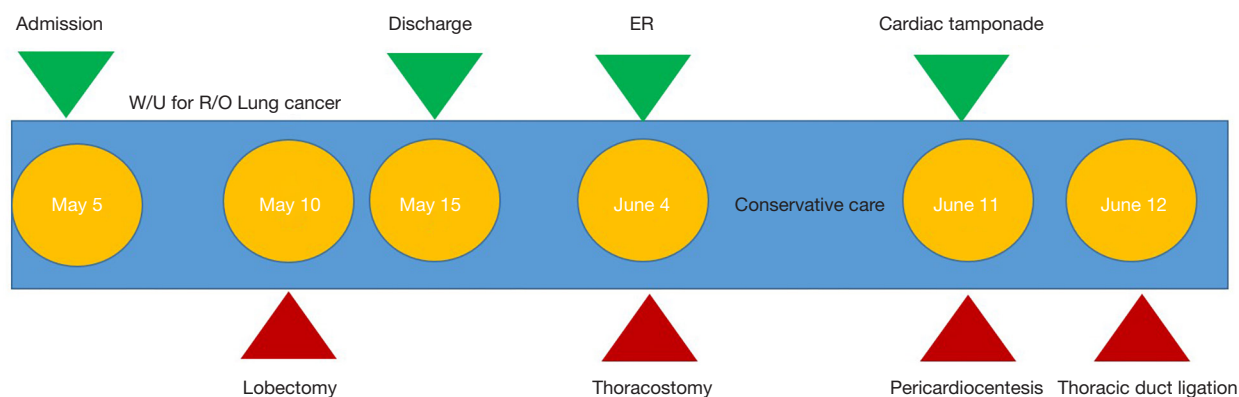 Admission
Discharge
ER
Cardiac tamponade
W/U for R/O Lung cancer
May 5
May 10
May 15
June 4
Conservative care
June 11
June 12
Lobectomy
Thoracostomy
Pericardiocentesis
Thoracic duct ligation